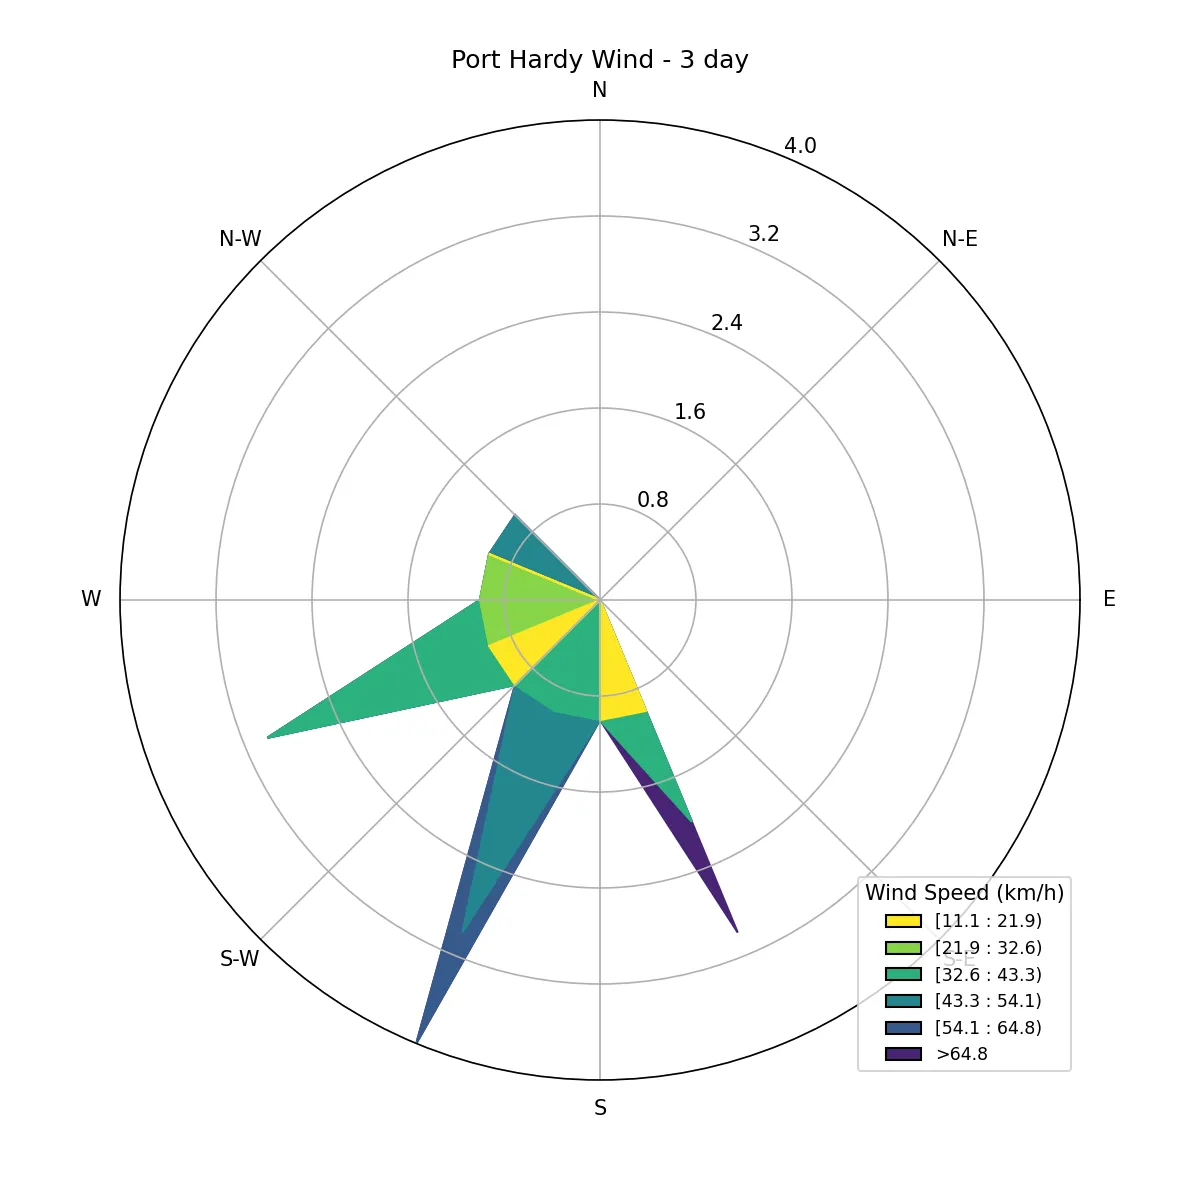 Port Hardy Wind - 3 day
N
4.0
3.2
N-W
N-E
2.4
1.6
0.8
W
E
Wind Speed (km/h)
[11.1 : 21.9)
[21.9 : 32.6)
S-W
S-E
[32.6 : 43.3)
[43.3 : 54.1)
[54.1 : 64.8)
>64.8
S